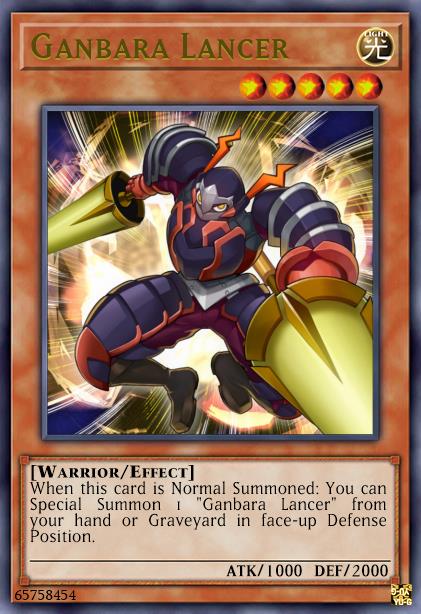 GANBARA LANCER
LIGHT
光
[WARRIOR/EFFECT]
When this card is Normal Summoned: You can
Special Summon 1 "Ganbara Lancer" from
your hand or Graveyard in face-up Defense
Position.
ATK/1000 DEF/2000
65758454